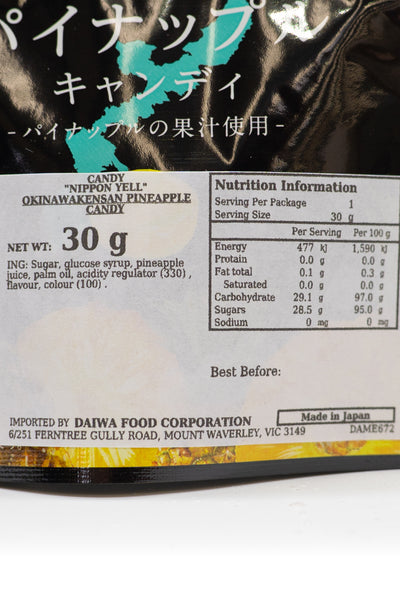 パイナップル
キャンディ
-パイナップルの果汁使用-
CANDY
"NIPPON YELL"
OKINAWAKENSAN PINEAPPLE
CANDY
NET WT: 30 g
ING: Sugar, glucose syrup, pineapple
juice, palm oil, acidity regulator (330) ,
flavour, colour (100) .
Nutrition Information
Serving Per Package 1
Serving Size 30 g
Per Serving Per 100 g
Energy 477 kJ 1,590 kJ
Protein 0.0 g 0.0 g
Fat total 0.1 g 0.3 g
Saturated 0.0 g 0.0 g
Carbohydrate 29.1 g 97.0 g
Sugars 28.5 g 95.0 g
Sodium 0 mg 0 mg
Best Before:
Made in Japan
IMPORTED BY DAIWA FOOD CORPORATION
6/251 FERNTREE GULLY ROAD, MOUNT WAVERLEY, VIC 3149
DAME672